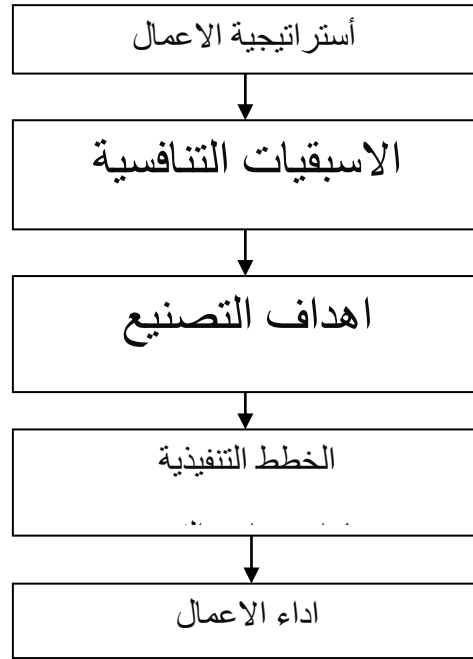 أستراتيجية الاعمال
الاسبقيات التنافسية
اهداف التصنيع
الخطط التنفيذية
اداء الاعمال